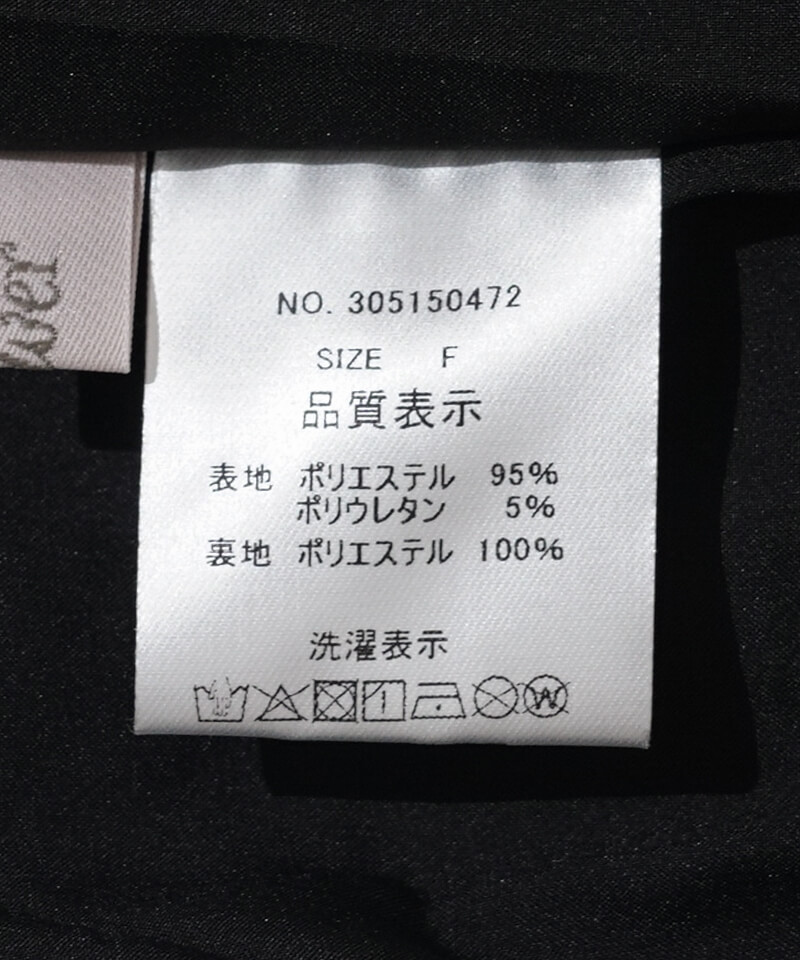 NO. 305150472
SIZE F
品質表示
表地 ポリエステル 95%
ポリウレタン 5%
裏地 ポリエステル 100%
洗濯表示
W